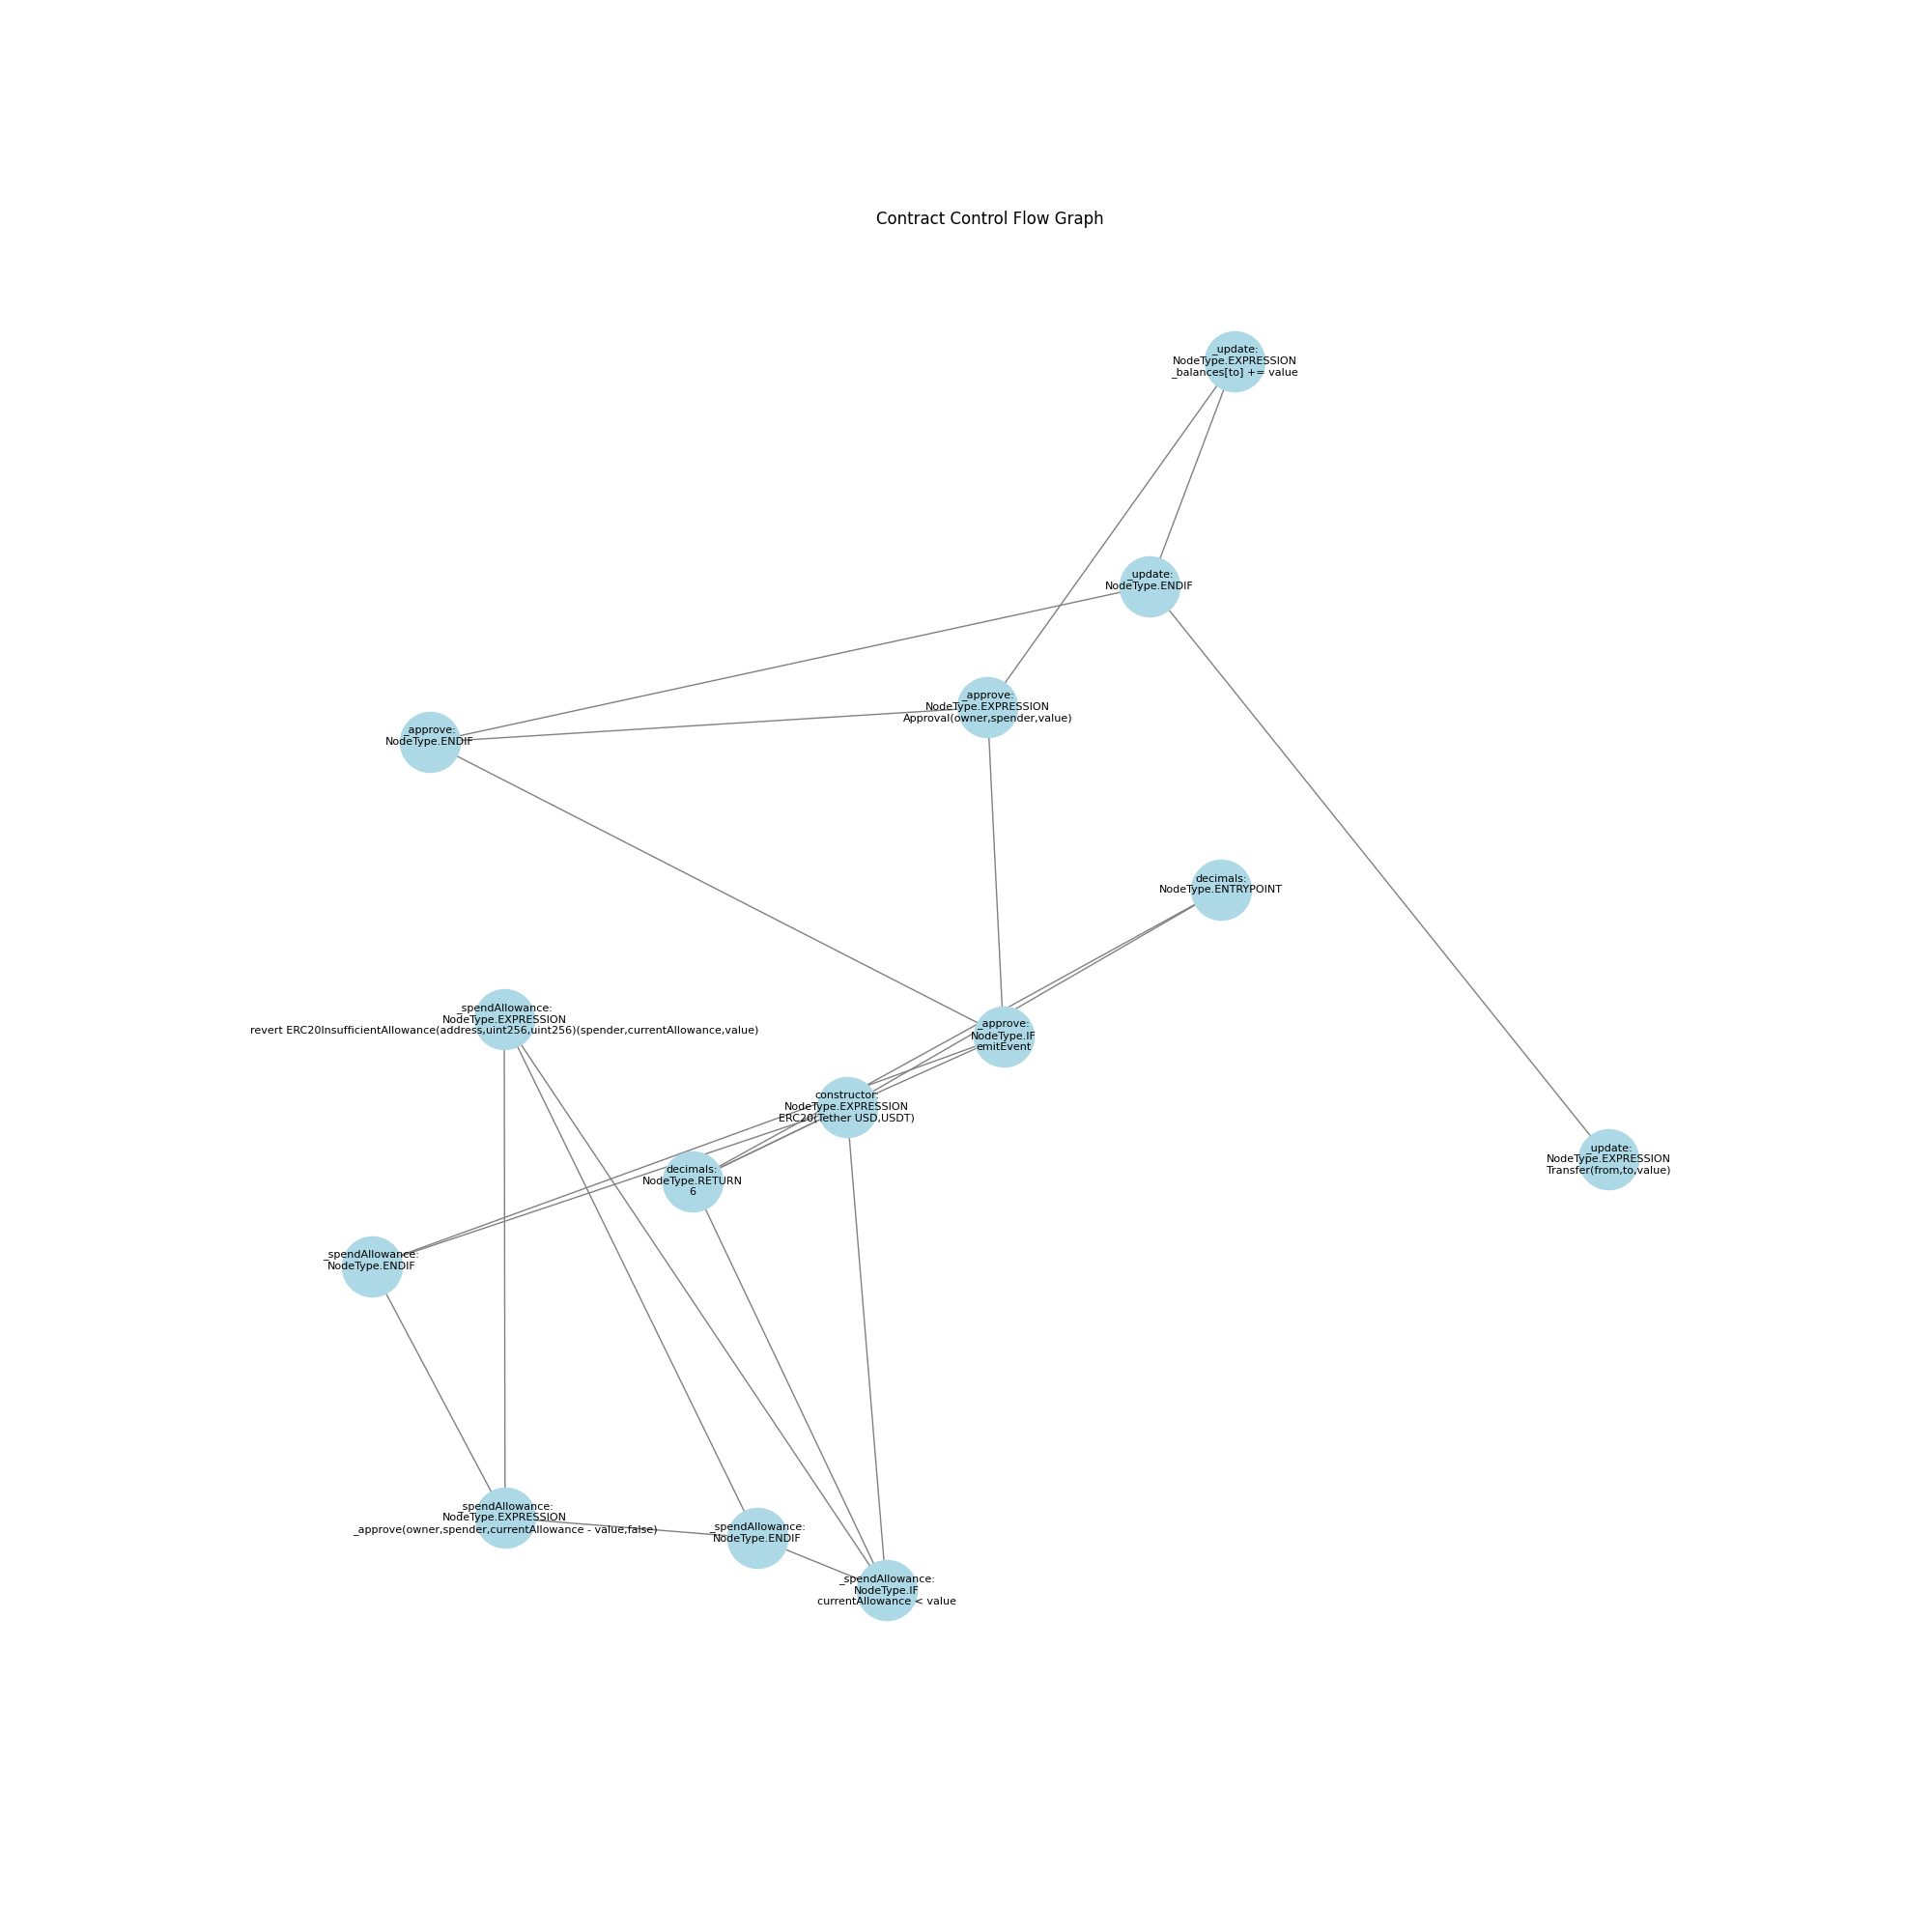 Contract Control Flow Graph
_update:
NodeType.EXPRESSION
_balances[to] += value
_update:
NodeType.ENDIF
_approve:
NodeType.EXPRESSION
Approval(owner,spender,value)
_approve:
NodeType.ENDIF
decimals:
NodeType.ENTRYPOINT
_spendAllowance:
NodeType.EXPRESSION
revert ERC20InsufficientAllowance(address,uint256,uint256)(spender,currentAllowance,value)
_approve:
NodeType.IF
emitEvent
constructor:
NodeType.EXPRESSION
ERC20(Tether USD,USDT)
_update:
NodeType.EXPRESSION
Transfer(from,to,value)
decimals:
NodeType.RETURN
6
_spendAllowance:
NodeType.ENDIF
_spendAllowance:
NodeType.EXPRESSION
_approve(owner,spender,currentAllowance - value,false)
_spendAllowance:
NodeType.ENDIF
_spendAllowance:
NodeType.IF
currentAllowance < value